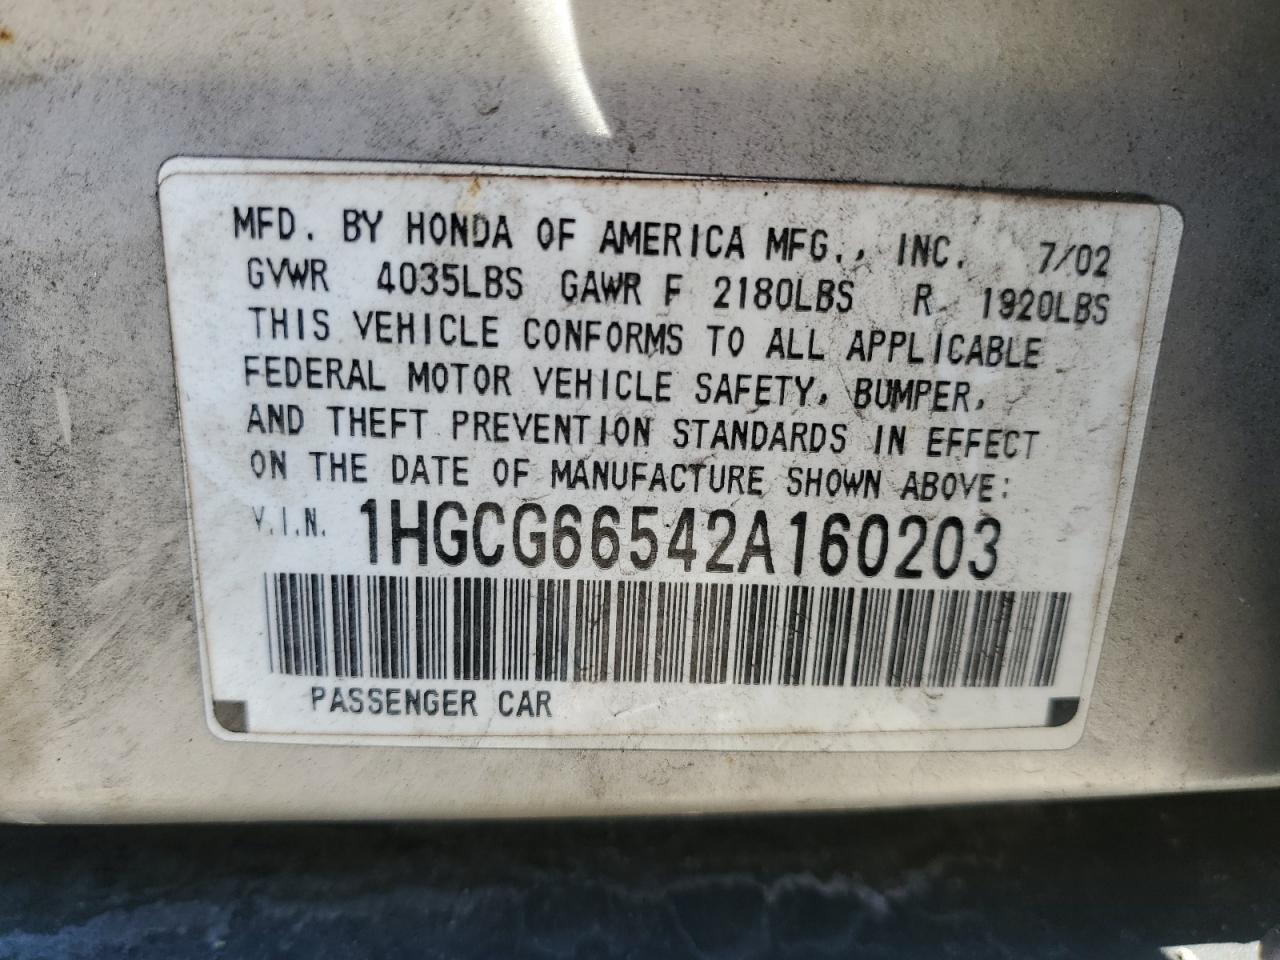 MFD. BY HONDA OF AMERICA MFG., INC. 7/02
GVWR 4035LBS GAWR F 2180LBS R 1920LBS
THIS VEHICLE CONFORMS TO ALL APPLICABLE
FEDERAL MOTOR VEHICLE SAFETY, BUMPER,
AND THEFT PREVENTION STANDARDS IN EFFECT
ON THE DATE OF MANUFACTURE SHOWN ABOVE:
V.I.N. 1HGCG66542A160203
PASSENGER CAR